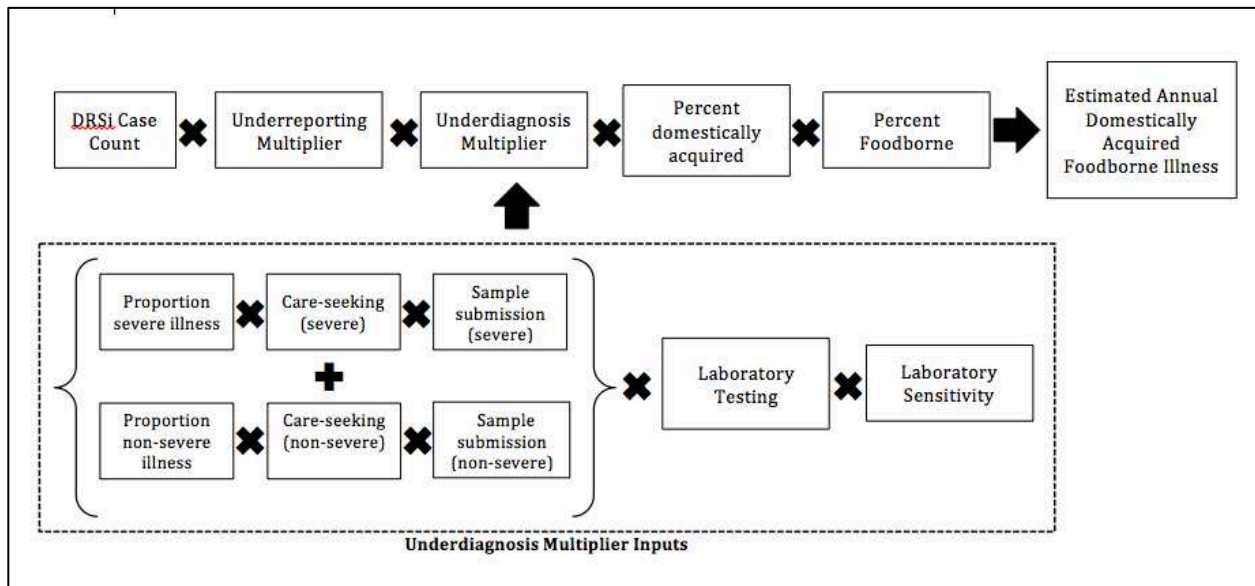 DRSi Case
Count
Underreporting
Multiplier
Underdiagnosis
Multiplier
Percent
domestically
acquired
Percent
Foodborne
Estimated Annual
Domestically
Acquired
Foodborne Illness
Proportion
severe illness
Care-seeking
(severe)
Sample
submission
(severe)
Proportion
non-severe
illness
Care-seeking
(non-severe)
Sample
submission
(non-severe)
Laboratory
Testing
Laboratory
Sensitivity
Underdiagnosis Multiplier Inputs